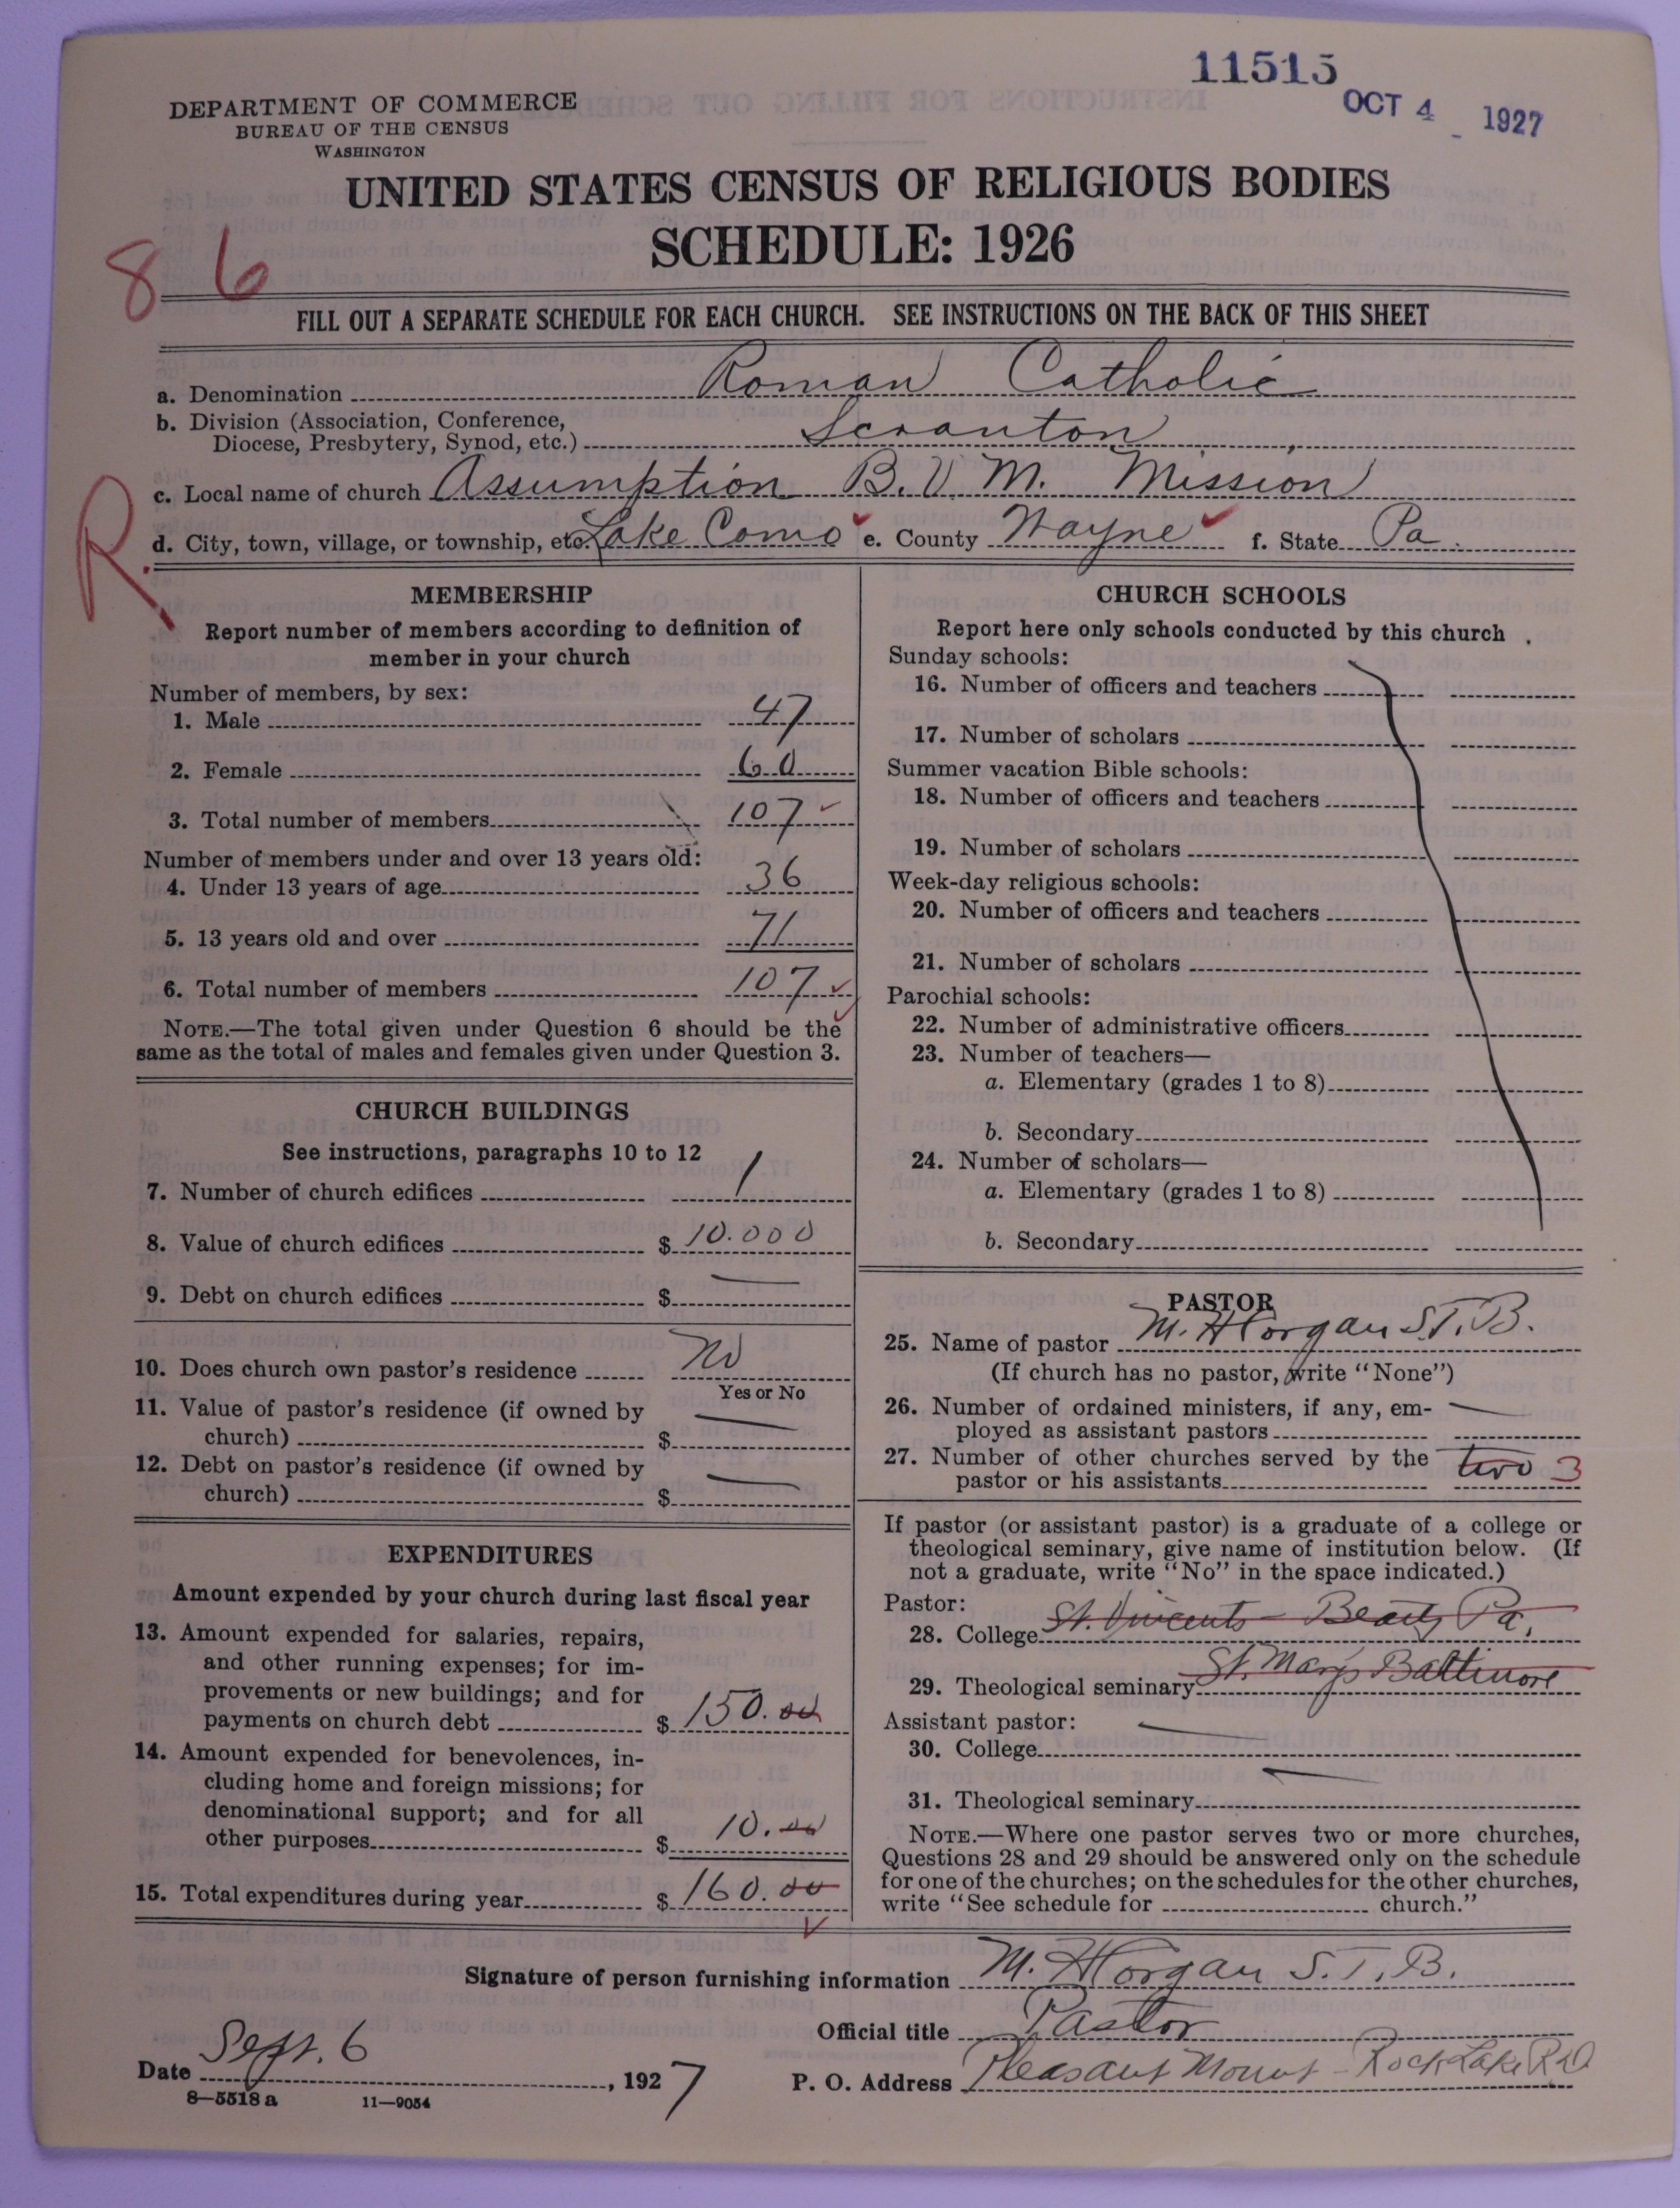 11515
OCT 4 1927
DEPARTMENT OF COMMERCE
BUREAU OF THE CENSUS
WASHINGTON
UNITED STATES CENSUS OF RELIGIOUS BODIES
SCHEDULE: 1926
8 6
FILL OUT A SEPARATE SCHEDULE FOR EACH CHURCH. SEE INSTRUCTIONS ON THE BACK OF THIS SHEET
a. Denomination Roman Catholic
b. Division (Association, Conference,
Diocese, Presbytery, Synod, etc.) Scranton
c. Local name of church Assumption B.V.M. Mission
R.
d. City, town, village, or township, etc. Lake Como e. County Wayne f. State Pa.
MEMBERSHIP
Report number of members according to definition of
member in your church
Number of members, by sex:
1. Male 47
2. Female 60
3. Total number of members 107
Number of members under and over 13 years old:
4. Under 13 years of age 36
5. 13 years old and over 71
6. Total number of members 107
NOTE.—The total given under Question 6 should be the
same as the total of males and females given under Question 3.
CHURCH BUILDINGS
See instructions, paragraphs 10 to 12
7. Number of church edifices 1
8. Value of church edifices $ 10.000
9. Debt on church edifices $ —
10. Does church own pastor's residence No
Yes or No
11. Value of pastor's residence (if owned by
church) $ —
12. Debt on pastor's residence (if owned by
church) $ —
EXPENDITURES
Amount expended by your church during last fiscal year
13. Amount expended for salaries, repairs,
and other running expenses; for im-
provements or new buildings; and for
payments on church debt $ 150.00
14. Amount expended for benevolences, in-
cluding home and foreign missions; for
denominational support; and for all
other purposes $ 10.00
15. Total expenditures during year $ 160.00
CHURCH SCHOOLS
Report here only schools conducted by this church
Sunday schools:
16. Number of officers and teachers
17. Number of scholars
Summer vacation Bible schools:
18. Number of officers and teachers
19. Number of scholars
Week-day religious schools:
20. Number of officers and teachers
21. Number of scholars
Parochial schools:
22. Number of administrative officers
23. Number of teachers—
a. Elementary (grades 1 to 8)
b. Secondary
24. Number of scholars—
a. Elementary (grades 1 to 8)
b. Secondary
PASTOR
25. Name of pastor M. H. Horgan S.T.B.
(If church has no pastor, write "None")
26. Number of ordained ministers, if any, em- —
ployed as assistant pastors
27. Number of other churches served by the
pastor or his assistants two 3
If pastor (or assistant pastor) is a graduate of a college or
theological seminary, give name of institution below. (If
not a graduate, write "No" in the space indicated.)
Pastor:
28. College St. Vincents – Beatty Pa.
29. Theological seminary St. Marys Baltimore
Assistant pastor: —
30. College
31. Theological seminary —
NOTE.—Where one pastor serves two or more churches,
Questions 28 and 29 should be answered only on the schedule
for one of the churches; on the schedules for the other churches,
write "See schedule for church."
Signature of person furnishing information M. Horgan S.T.B.
Official title Pastor
Date Sept. 6, 1927
P. O. Address Pleasant Mount – Rock Lake RD
8—5518 a 11—9054